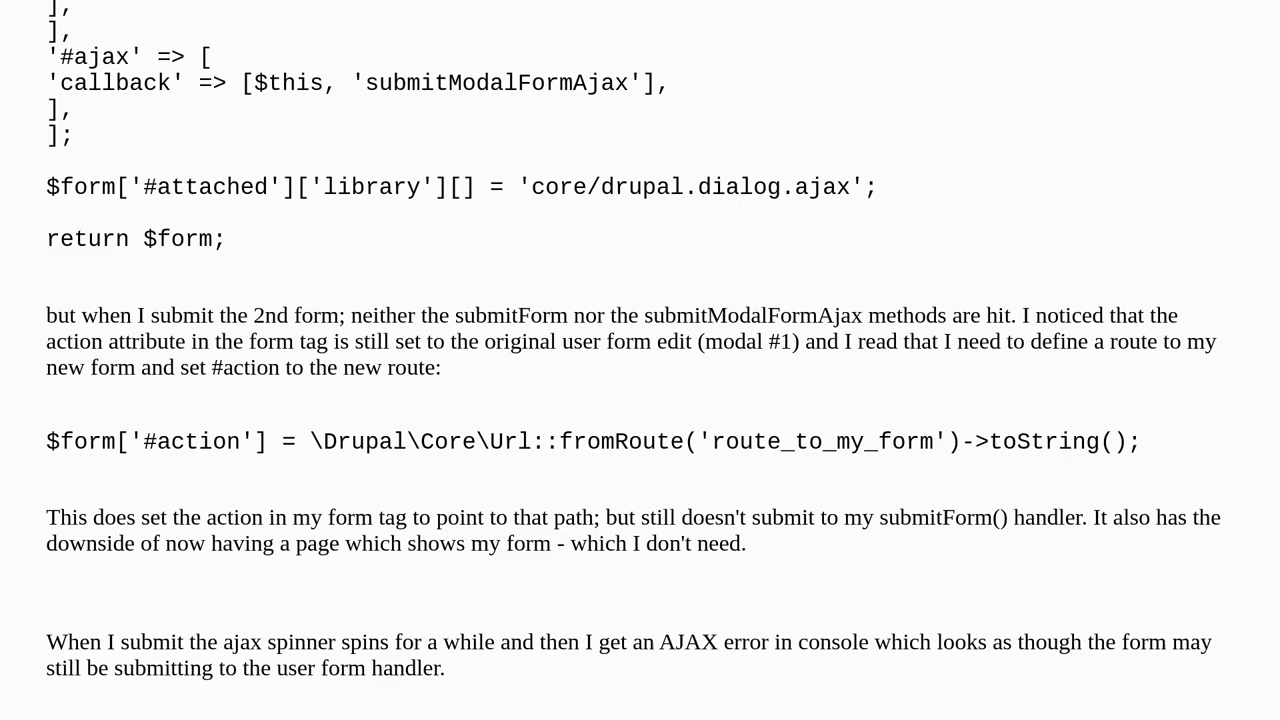 ],
],
'#ajax' => [
'callback' => [$this, 'submitModalFormAjax'],
],
];
$form['#attached']['library'][] = 'core/drupal.dialog.ajax';
return $form;
but when I submit the 2nd form; neither the submitForm nor the submitModalFormAjax methods are hit. I noticed that the
action attribute in the form tag is still set to the original user form edit (modal #1) and I read that I need to define a route to my
new form and set #action to the new route:
$form['#action'] = \Drupal\Core\Url::fromRoute('route_to_my_form')->toString();
This does set the action in my form tag to point to that path; but still doesn't submit to my submitForm() handler. It also has the
downside of now having a page which shows my form - which I don't need.
When I submit the ajax spinner spins for a while and then I get an AJAX error in console which looks as though the form may
still be submitting to the user form handler.